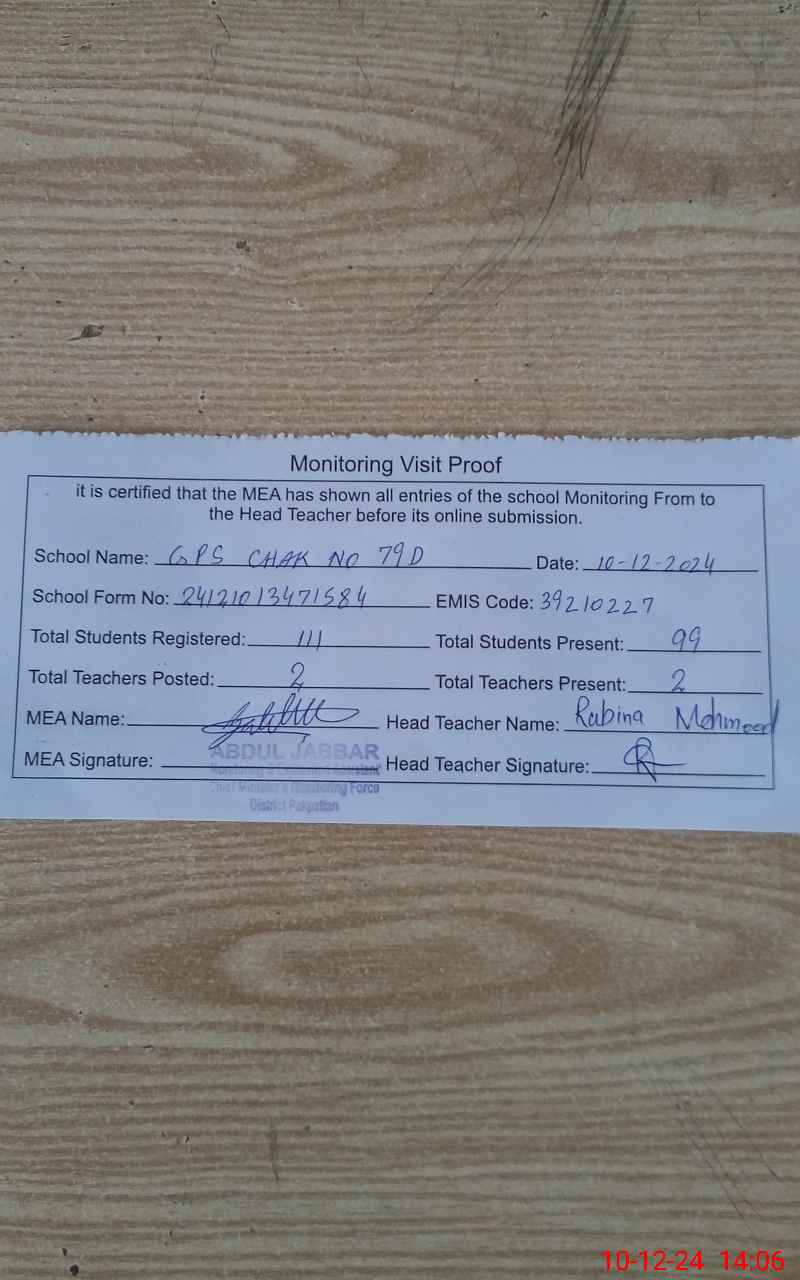 Monitoring Visit Proof
it is certified that the MEA has shown all entries of the school Monitoring From to
the Head Teacher before its online submission.
School Name: GPS CHAK NO 79D Date: 10-12-2024
School Form No: 24121013471584 EMIS Code: 39210227
Total Students Registered: 111 Total Students Present: 99
Total Teachers Posted: 2 Total Teachers Present: 2
MEA Name: Head Teacher Name: Rubina Mehmood
MEA Signature: Head Teacher Signature:
ABDUL JABBAR
Monitoring & Evaluation Assistant
Chief Minister's Monitoring Force
District Pakpattan
10-12-24 14:06